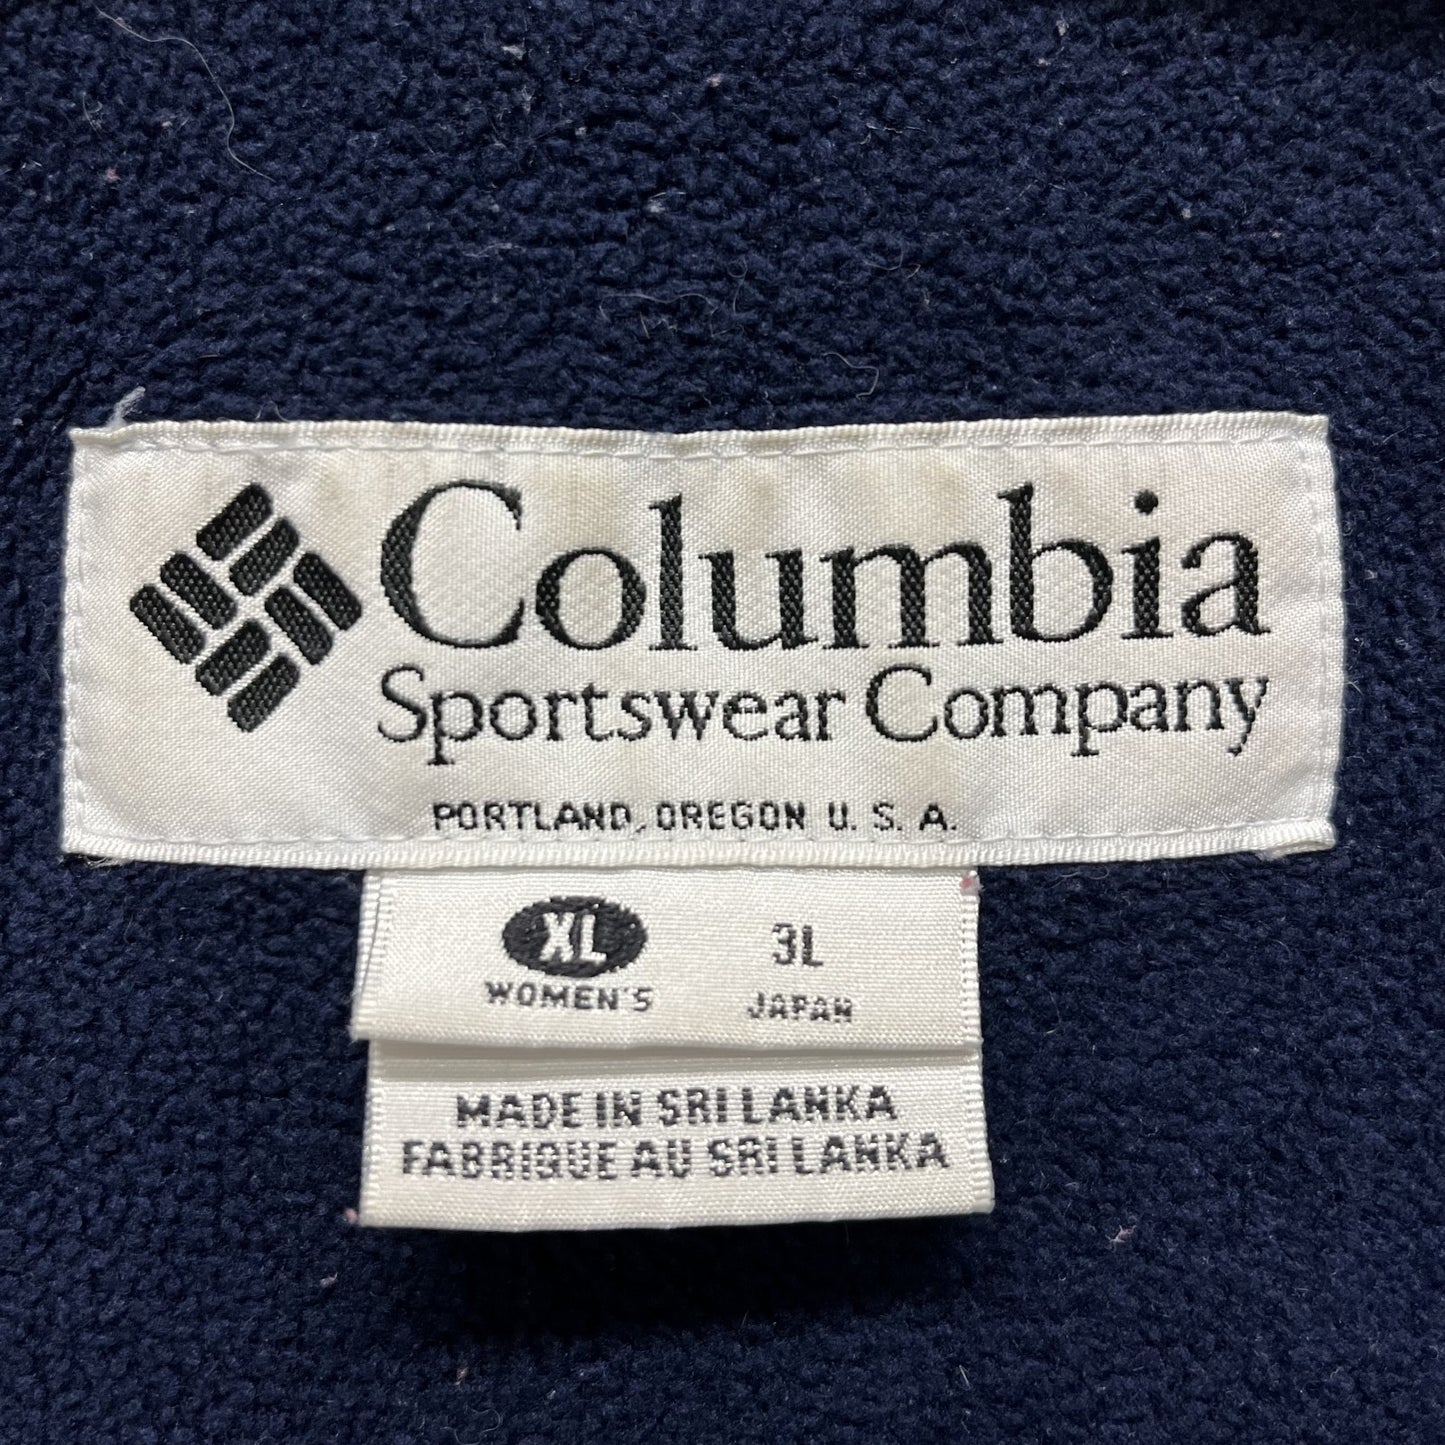 Columbia
Sportswear Company
PORTLAND, OREGON U.S.A.
XL 3L
WOMEN'S JAPAN
MADE IN SRI LANKA
FABRIQUE AU SRI LANKA